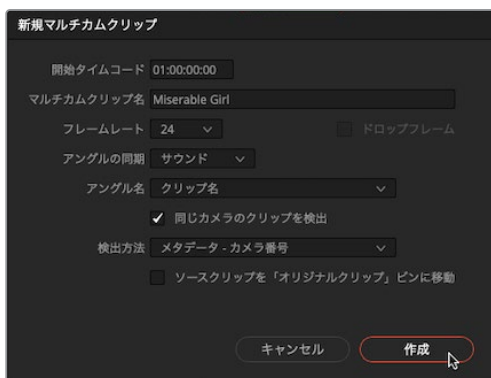 新規マルチカムクリップ
開始タイムコード 01:00:00:00
マルチカムクリップ名 Miserable Girl
フレームレート 24 ドロップフレーム
アングルの同期 サウンド
アングル名 クリップ名
同じカメラのクリップを検出
検出方法 メタデータ - カメラ番号
ソースクリップを「オリジナルクリップ」ビンに移動
キャンセル 作成